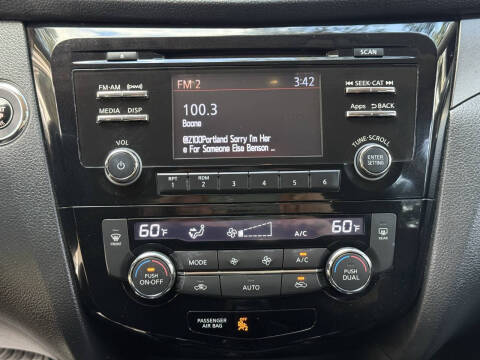 SCAN
FM·AM
MEDIA DISP
FM 2 3:42
100.3
Boone
@Z100Portland Sorry I'm Her
e For Someone Else Benson ...
SEEK·CAT
Apps BACK
VOL
TUNE·SCROLL
ENTER
SETTING
RPT 1 RDM 2 3 4 5 6
60°F A/C 60°F
FRONT
REAR
MODE A/C
AUTO
PUSH
ON·OFF
PUSH
DUAL
PASSENGER
AIR BAG